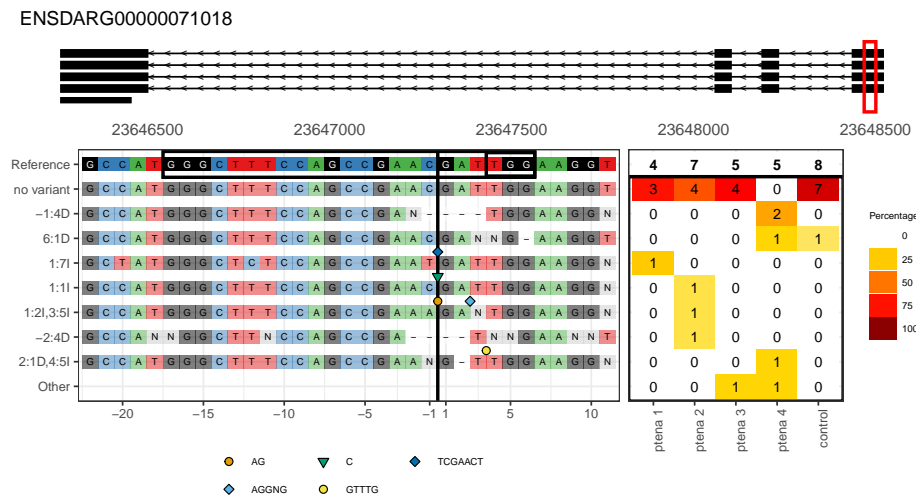 ENSDARG00000071018
23646500 23647000 23647500 23648000 23648500
Reference G C C A T G G G C T T T C C A G C C G A A C G A T T G G A A G G T 4 7 5 5 8
no variant G C C A T G G G C T T T C C A G C C G A A C G A T T G G A A G G T 3 4 4 0 7
−1:4D G C C A T G G G C T T T C C A G C C G A N - - - - T G G A A G G N 0 0 0 2 0
6:1D G C C A T G G G C T T T C C A G C C G A A C G A N N G - A A G G T 0 0 0 1 1
1:7I G C T A T G G G C T C T C C A G C C G A A T G A T T G G A A G G N 1 0 0 0 0
1:1I G C C A T G G G C T T T C C A G C C G A A C G A T T G G A A G G N 0 1 0 0 0
1:2I,3:5I G C C A T G G G C T T T C C A G C C G A A A G A N T G G A A G G N 0 1 0 0 0
−2:4D G C C A N N G G C T T N C C A G C C G A - - - - T N N G A A N N T 0 1 0 0 0
2:1D,4:5I G C C A T G G G C T T T C C A G C C G A A N G - T T G G A A G G N 0 0 0 1 0
Other 0 0 1 1 0
−20 −15 −10 −5 −1 1 5 10
ptena 1 ptena 2 ptena 3 ptena 4 control
Percentage
0
25
50
75
100
AG C TCGAACT
AGGNG GTTTG